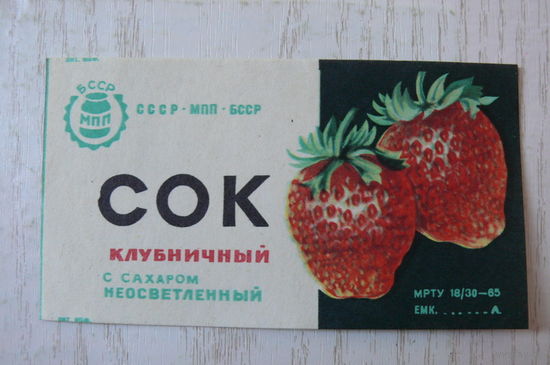 БССР
МПП
СССР · МПП · БССР
СОК
КЛУБНИЧНЫЙ
С САХАРОМ
НЕОСВЕТЛЕННЫЙ
МРТУ 18/30—65
ЕМК. . . . . . . Л.